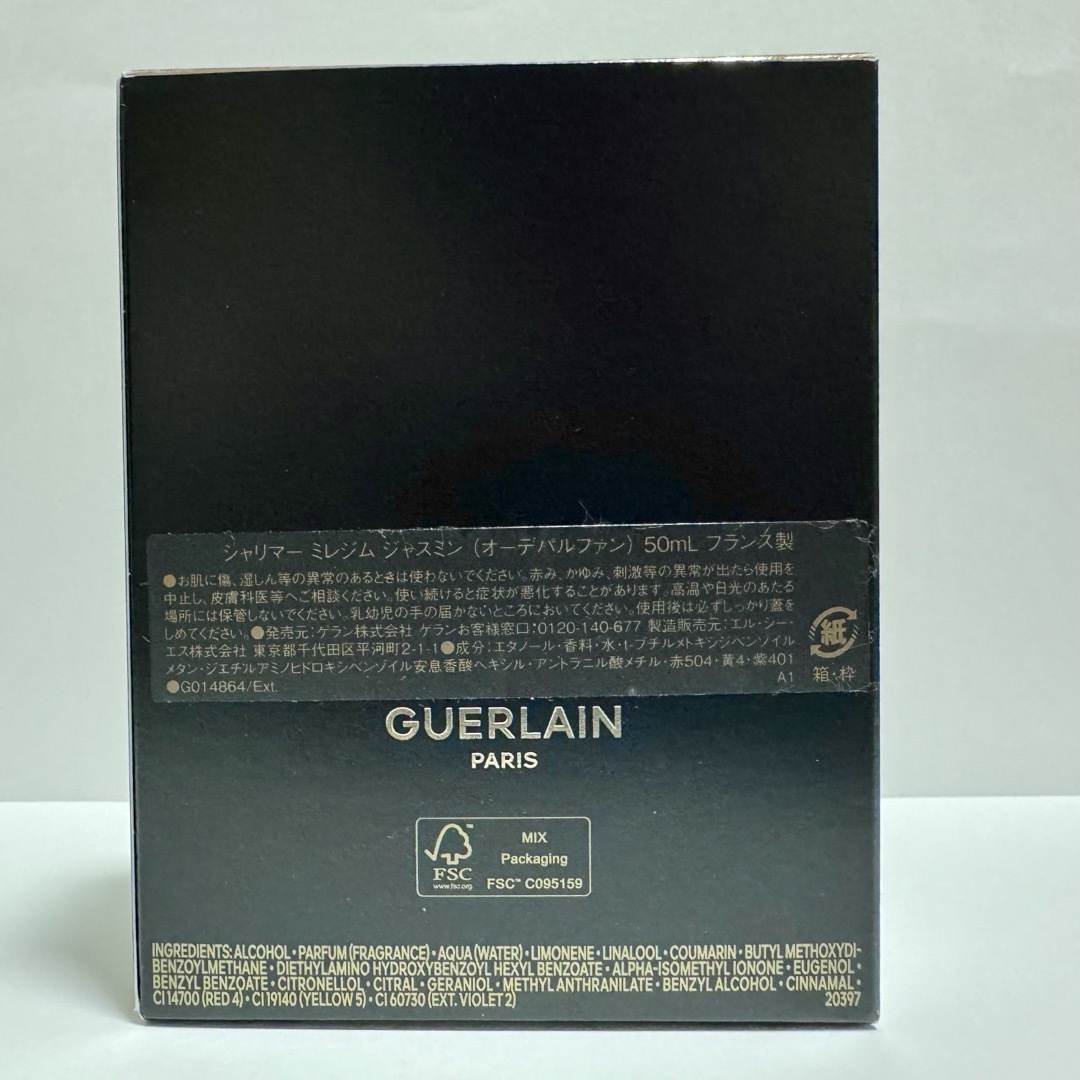 シャリマー ミレジム ジャスミン (オーデパルファン) 50mL フランス製
●お肌に傷、湿しん等の異常のあるときは使わないでください。赤み、かゆみ、刺激等の異常が出たら使用を
中止し、皮膚科医等へご相談ください。使い続けると症状が悪化することがあります。高温や日光のあたる
場所には保管しないでください。乳幼児の手の届かないところにおいてください。使用後は必ずしっかり蓋を
しめてください。●発売元:ゲラン株式会社 ゲランお客様窓口:0120-140-677 製造販売元:エル・シー・
エス株式会社 東京都千代田区平河町2-1-1●成分:エタノール・香料・水・t-ブチルメトキシジベンゾイル
メタン・ジエチルアミノヒドロキシベンゾイル安息香酸ヘキシル・アントラニル酸メチル・赤504・黄4・紫401
●G014864/Ext.
A1
紙
箱・枠
GUERLAIN
PARIS
FSC
www.fsc.org
MIX
Packaging
FSC™ C095159
INGREDIENTS: ALCOHOL • PARFUM (FRAGRANCE) • AQUA (WATER) • LIMONENE • LINALOOL • COUMARIN • BUTYL METHOXYDI-
BENZOYLMETHANE • DIETHYLAMINO HYDROXYBENZOYL HEXYL BENZOATE • ALPHA-ISOMETHYL IONONE • EUGENOL •
BENZYL BENZOATE • CITRONELLOL • CITRAL • GERANIOL • METHYL ANTHRANILATE • BENZYL ALCOHOL • CINNAMAL •
CI 14700 (RED 4) • CI 19140 (YELLOW 5) • CI 60730 (EXT. VIOLET 2)
20397